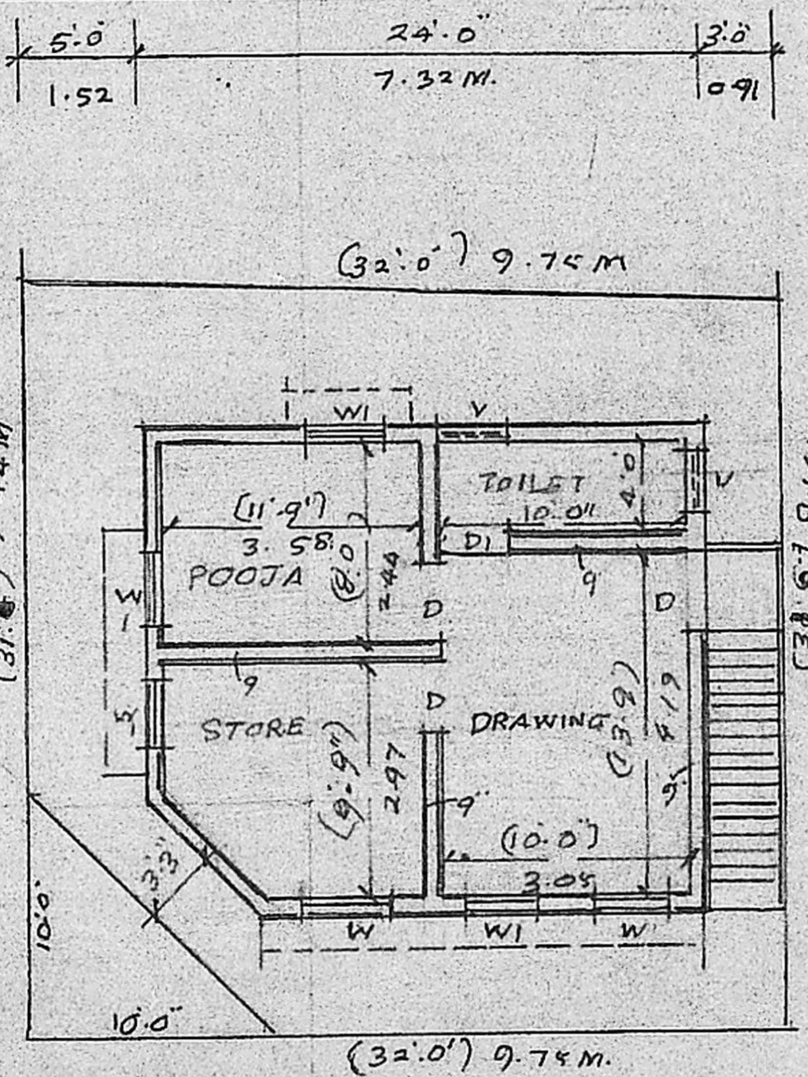 5'-0" 24'-0" 3'-0"
1.52 7.32 M. 0.91
(32'.0") 9.75 M
W1 V
TOILET 4'.0 V
(11'-9") 10.0"
3.58 D1
POOJA (8.0) 2.44 D 9 D
W
1
9
STORE (9'-9") 2.97 D DRAWING (13-9) 4.19
9" 9"
(10'.0") 3.05
3'.3"
W W1 W
10'.0"
10'.0"
(32'.0') 9.75 M.